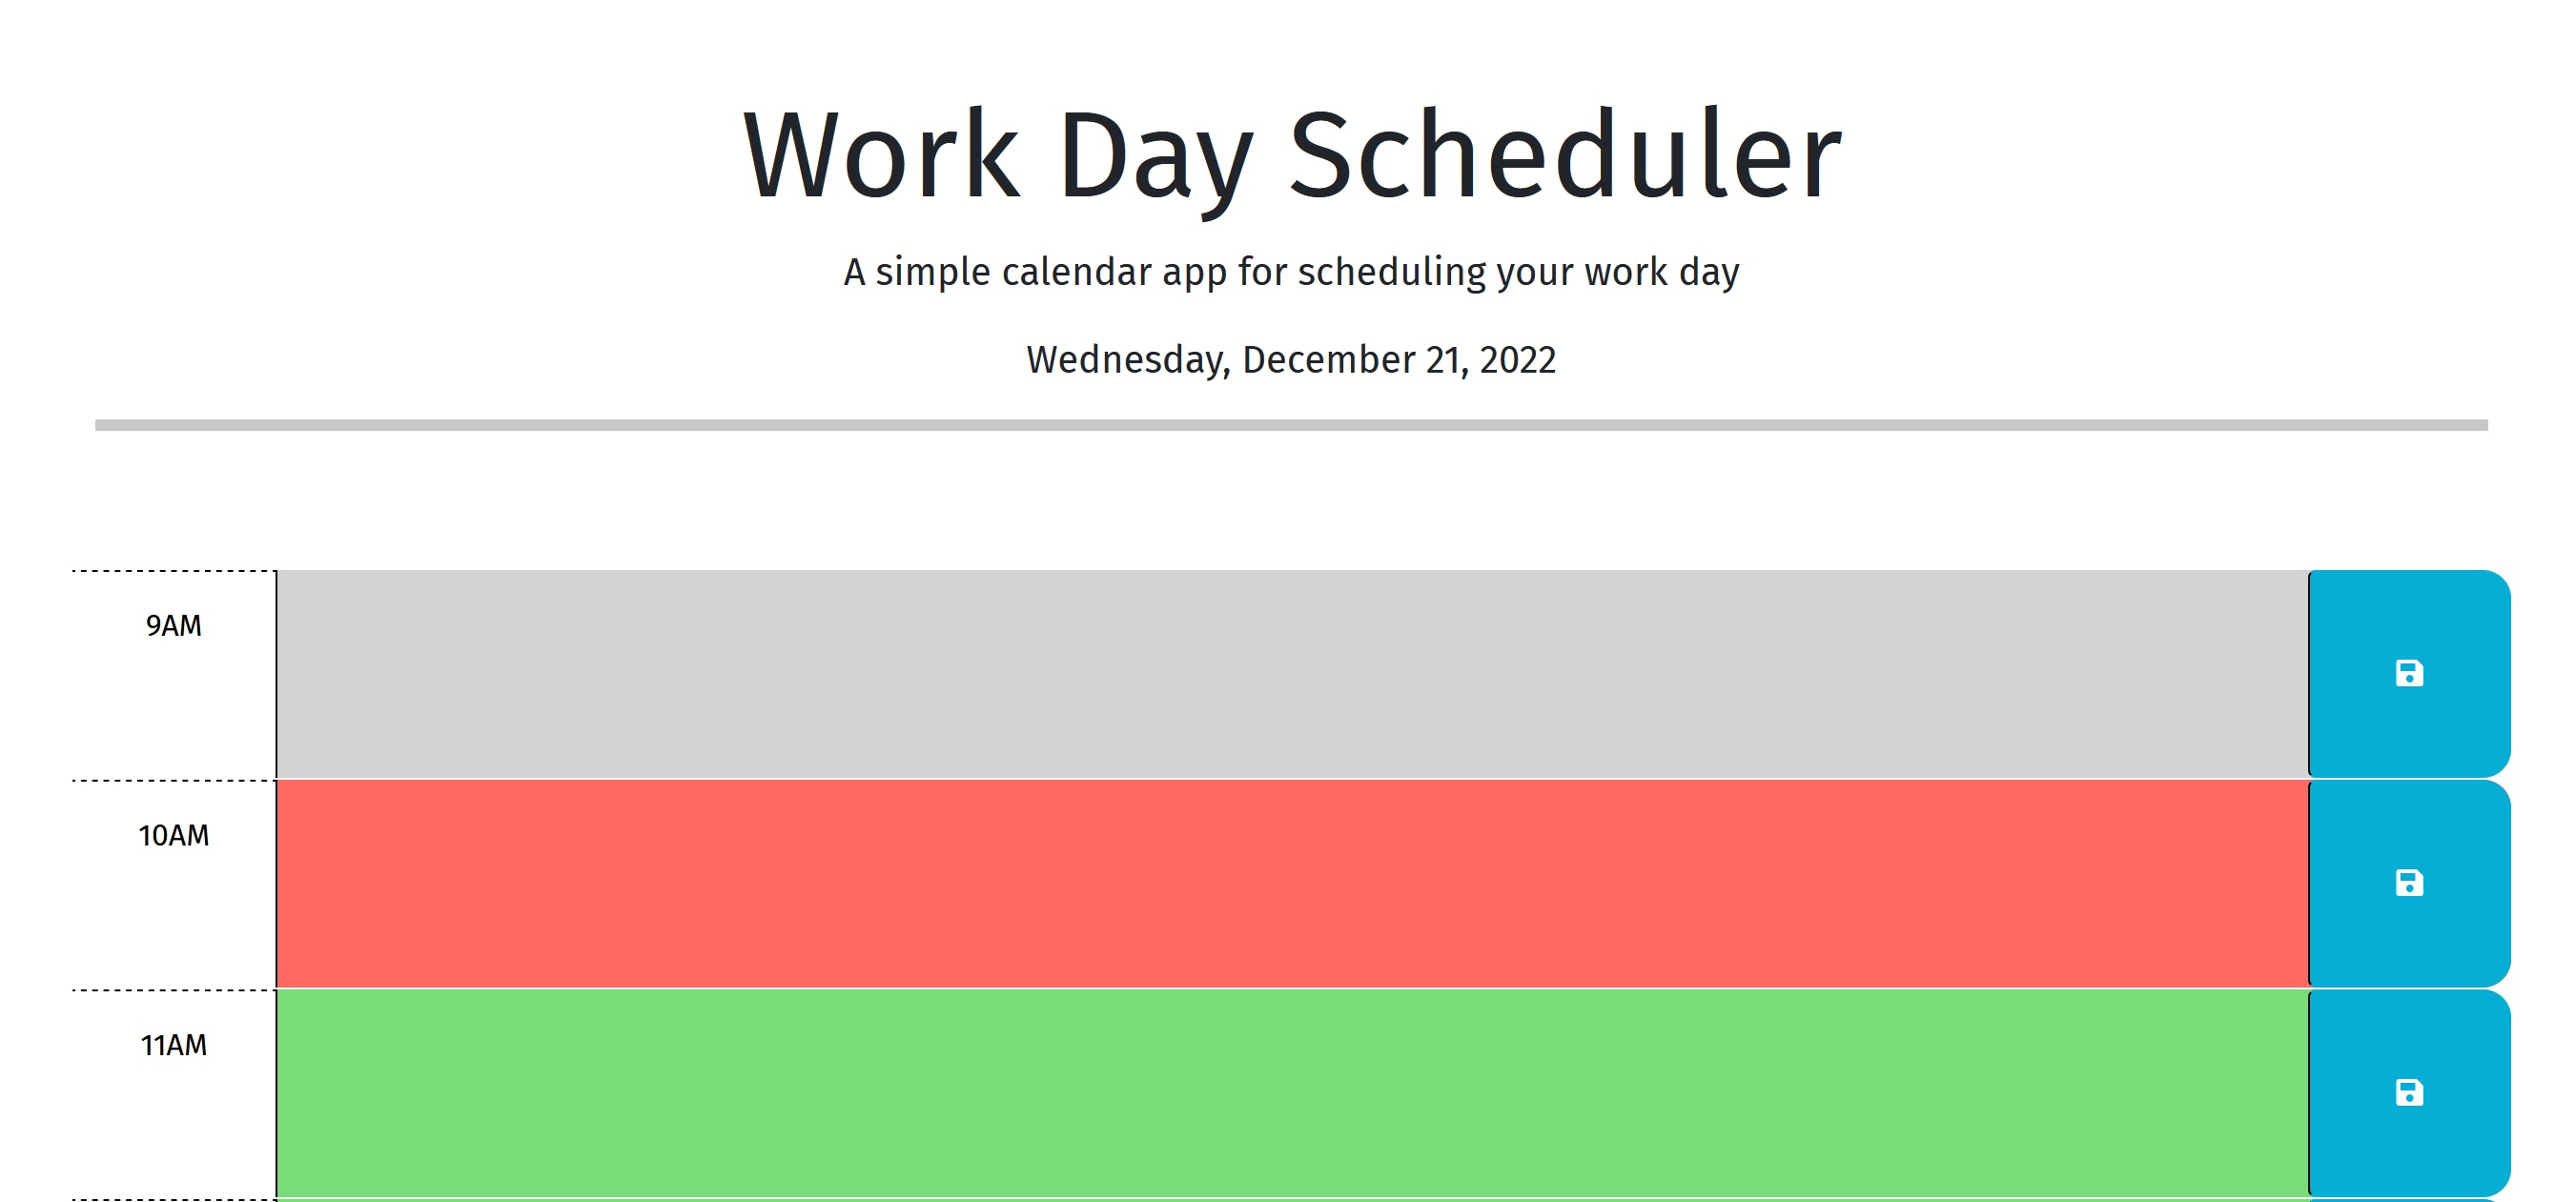 Work Day Scheduler
A simple calendar app for scheduling your work day
Wednesday, December 21, 2022
9AM
10AM
11AM